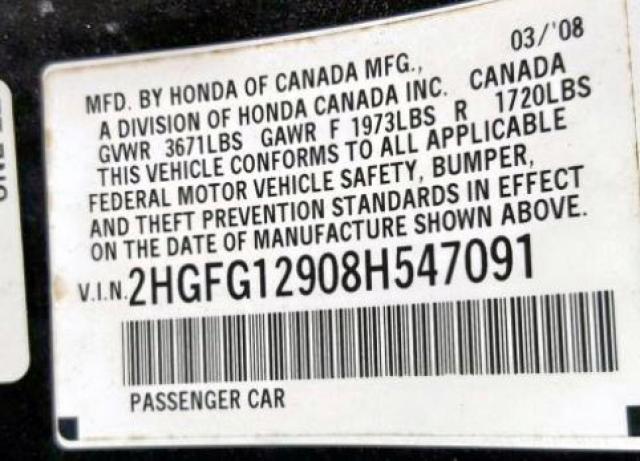 MFD. BY HONDA OF CANADA MFG., 03/'08
A DIVISION OF HONDA CANADA INC. CANADA
GVWR 3671LBS GAWR F 1973LBS R 1720LBS
THIS VEHICLE CONFORMS TO ALL APPLICABLE
FEDERAL MOTOR VEHICLE SAFETY, BUMPER,
AND THEFT PREVENTION STANDARDS IN EFFECT
ON THE DATE OF MANUFACTURE SHOWN ABOVE.
V.I.N. 2HGFG12908H547091
PASSENGER CAR